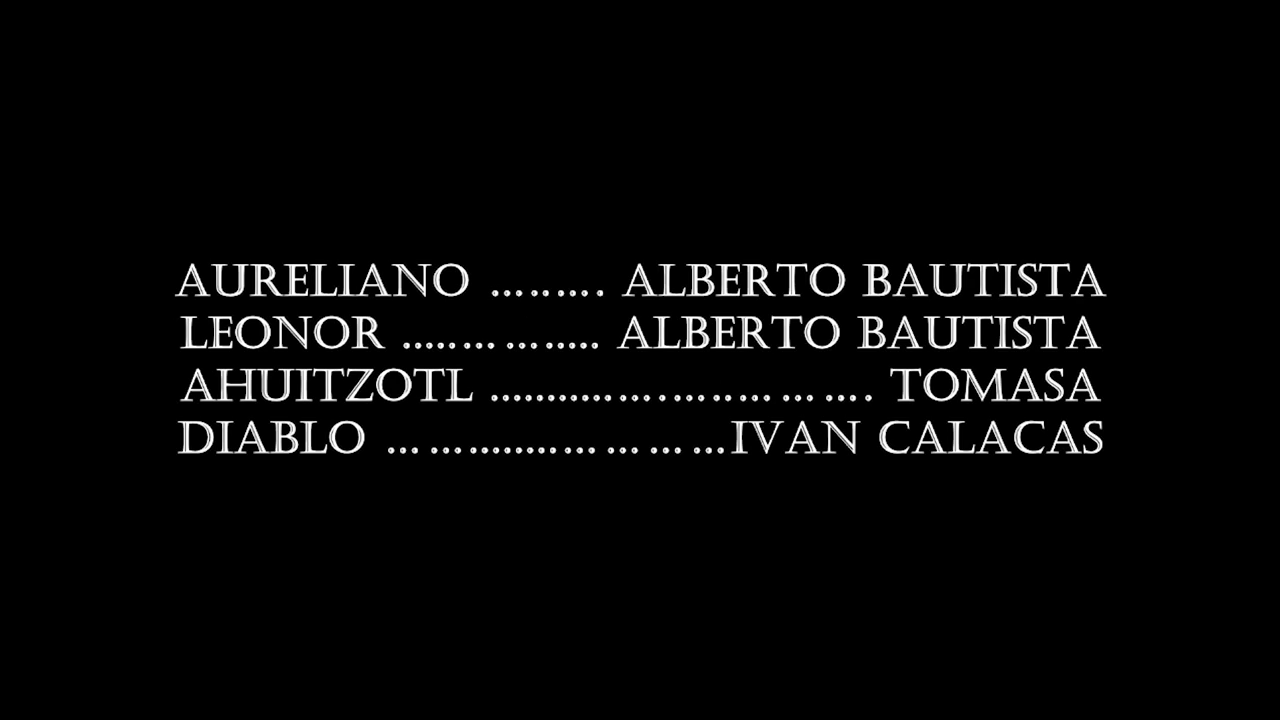 AURELIANO ........ ALBERTO BAUTISTA
LEONOR ............... ALBERTO BAUTISTA
AHUITZOTL ............................. TOMASA
DIABLO ... ................ ... ... ...IVAN CALACAS